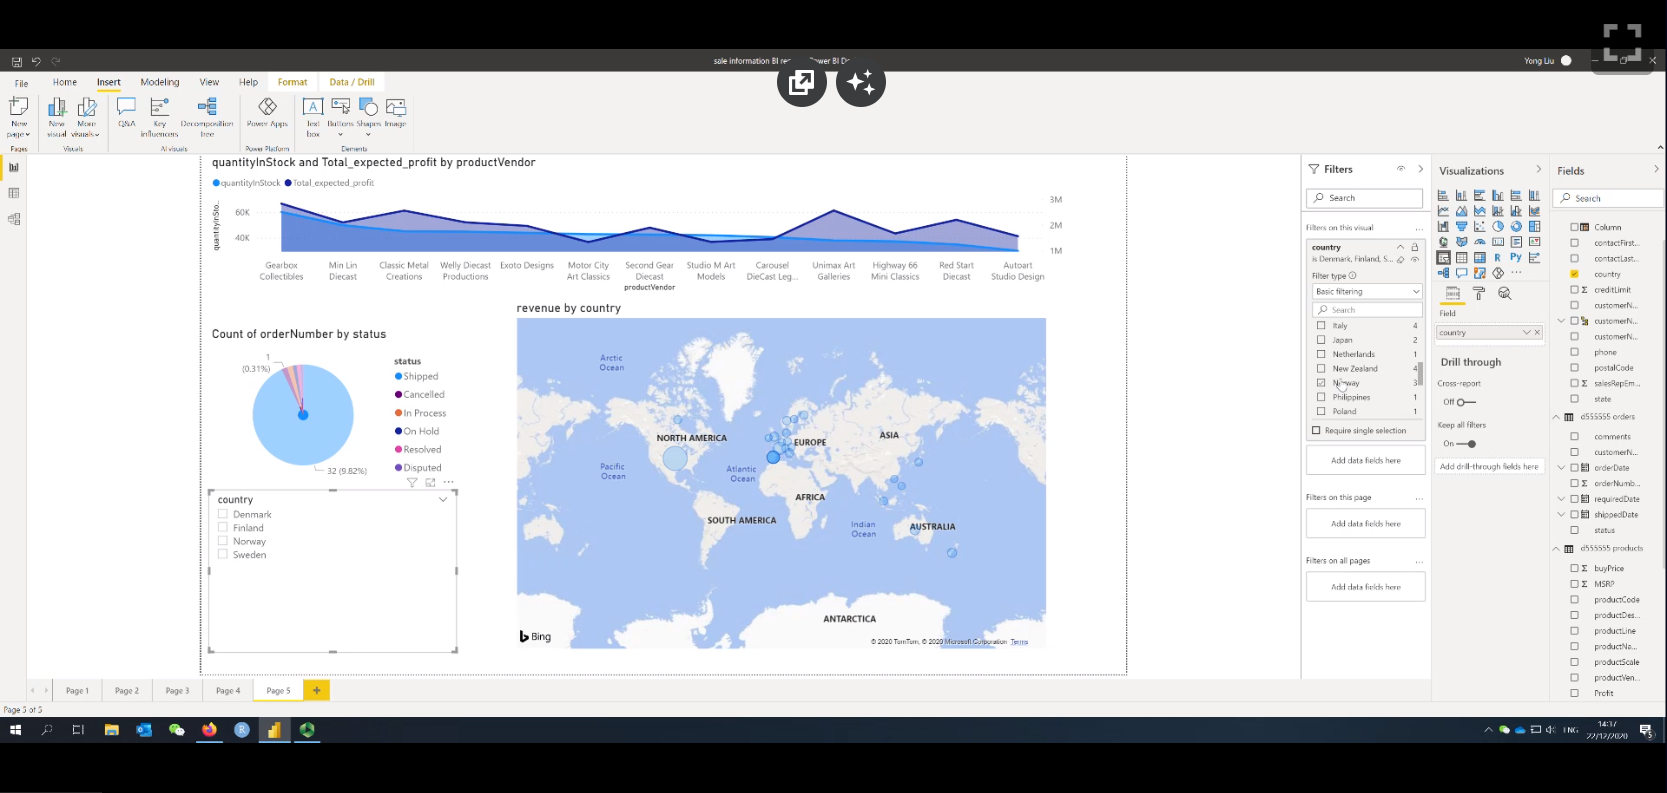 sale information BI re
ower BI D
Yong Liu
File Home Insert Modeling View Help Format Data / Drill
New page
New visual
More visuals
Q&A
Key influencers
Decomposition tree
Power Apps
Text box
Buttons
Shapes
Image
Pages
Visuals
AI visuals
Power Platform
Elements
quantityInStock and Total_expected_profit by productVendor
quantityInStock Total_expected_profit
quantityInSto...
60K
40K
3M
2M
1M
Gearbox Collectibles
Min Lin Diecast
Classic Metal Creations
Welly Diecast Productions
Exoto Designs
Motor City Art Classics
Second Gear Diecast
Studio M Art Models
Carousel DieCast Leg...
Unimax Art Galleries
Highway 66 Mini Classics
Red Start Diecast
Autoart Studio Design
productVendor
Count of orderNumber by status
1
(0.31%)
32 (9.82%)
status
Shipped
Cancelled
In Process
On Hold
Resolved
Disputed
country
Denmark
Finland
Norway
Sweden
revenue by country
Arctic Ocean
NORTH AMERICA
EUROPE
ASIA
Pacific Ocean
Atlantic Ocean
AFRICA
SOUTH AMERICA
Indian Ocean
AUSTRALIA
ANTARCTICA
Bing
© 2020 TomTom, © 2020 Microsoft Corporation Terms
Filters
Search
Filters on this visual ...
country
is Denmark, Finland, S...
Filter type
Basic filtering
Search
Italy 4
Japan 2
Netherlands 1
New Zealand 4
Norway 3
Philippines 1
Poland 1
Require single selection
Add data fields here
Filters on this page ...
Add data fields here
Filters on all pages ...
Add data fields here
Visualizations
R Py
...
Field
country
Drill through
Cross-report
Off
Keep all filters
On
Add drill-through fields here
Fields
Search
Column
contactFirst...
contactLast...
country
creditLimit
customerN...
customerN...
customerN...
phone
postalCode
salesRepEm...
state
d555555 orders
comments
customerN...
orderDate
orderNumb...
requiredDate
shippedDate
status
d555555 products
buyPrice
MSRP
productCode
productDes...
productLine
productNa...
productScale
productVen...
Profit
Page 1 Page 2 Page 3 Page 4 Page 5 +
Page 5 of 5
ENG
14:37
22/12/2020